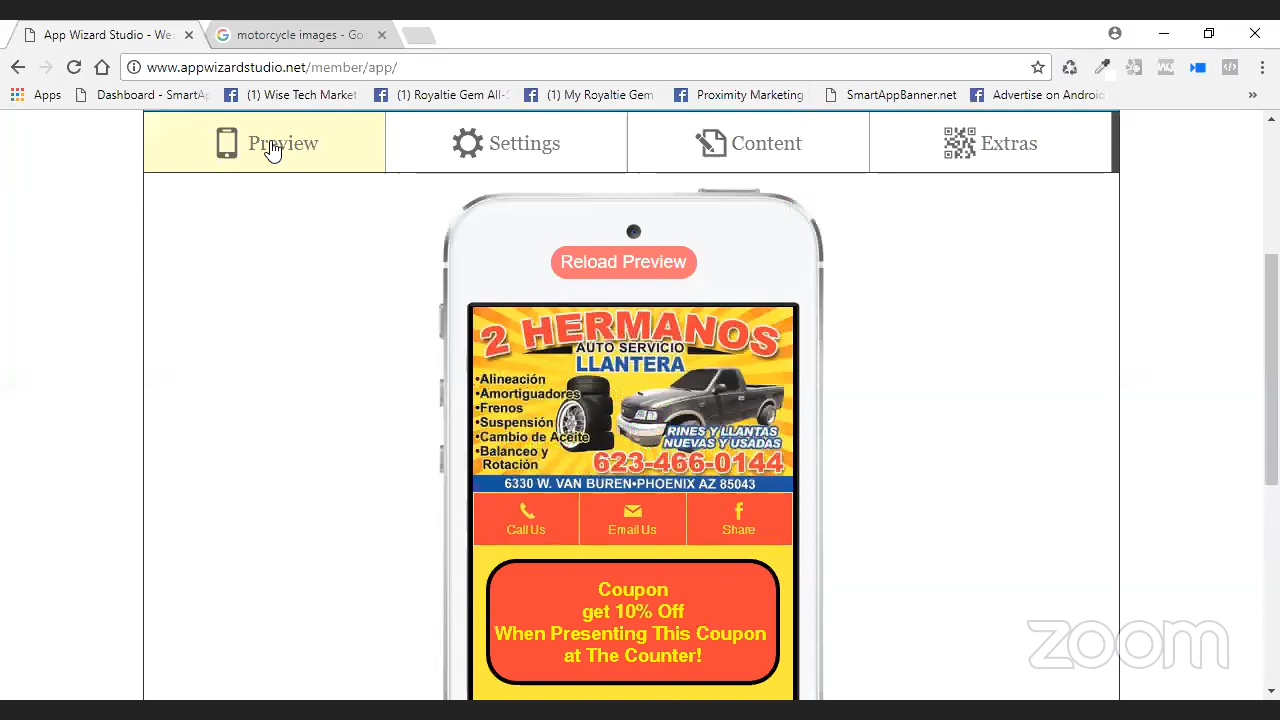 App Wizard Studio - We
motorcycle images - Go
www.appwizardstudio.net/member/app/
Apps
Dashboard - SmartAp
(1) Wise Tech Market
(1) Royaltie Gem All-
(1) My Royaltie Gem
Proximity Marketing
SmartAppBanner.net
Advertise on Android
»
Preview
Settings
Content
Extras
Reload Preview
2 HERMANOS
AUTO SERVICIO
LLANTERA
•Alineación
•Amortiguadores
•Frenos
•Suspensión
•Cambio de Aceite
•Balanceo y
Rotación
RINES Y LLANTAS
NUEVAS Y USADAS
623-466-0144
6330 W. VAN BUREN•PHOENIX AZ 85043
Call Us
Email Us
Share
Coupon
get 10% Off
When Presenting This Coupon
at The Counter!
zoom